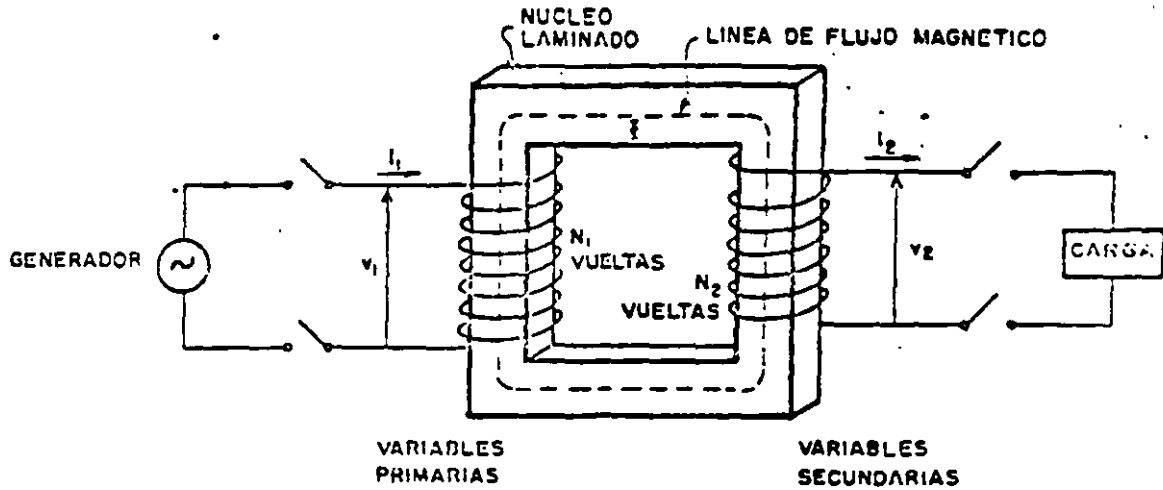 NUCLEO
LAMINADO
LINEA DE FLUJO MAGNETICO
Φ
I₁
I₂
GENERADOR
V₁
N₁
VUELTAS
N₂
VUELTAS
V₂
CARGA
VARIABLES
PRIMARIAS
VARIABLES
SECUNDARIAS